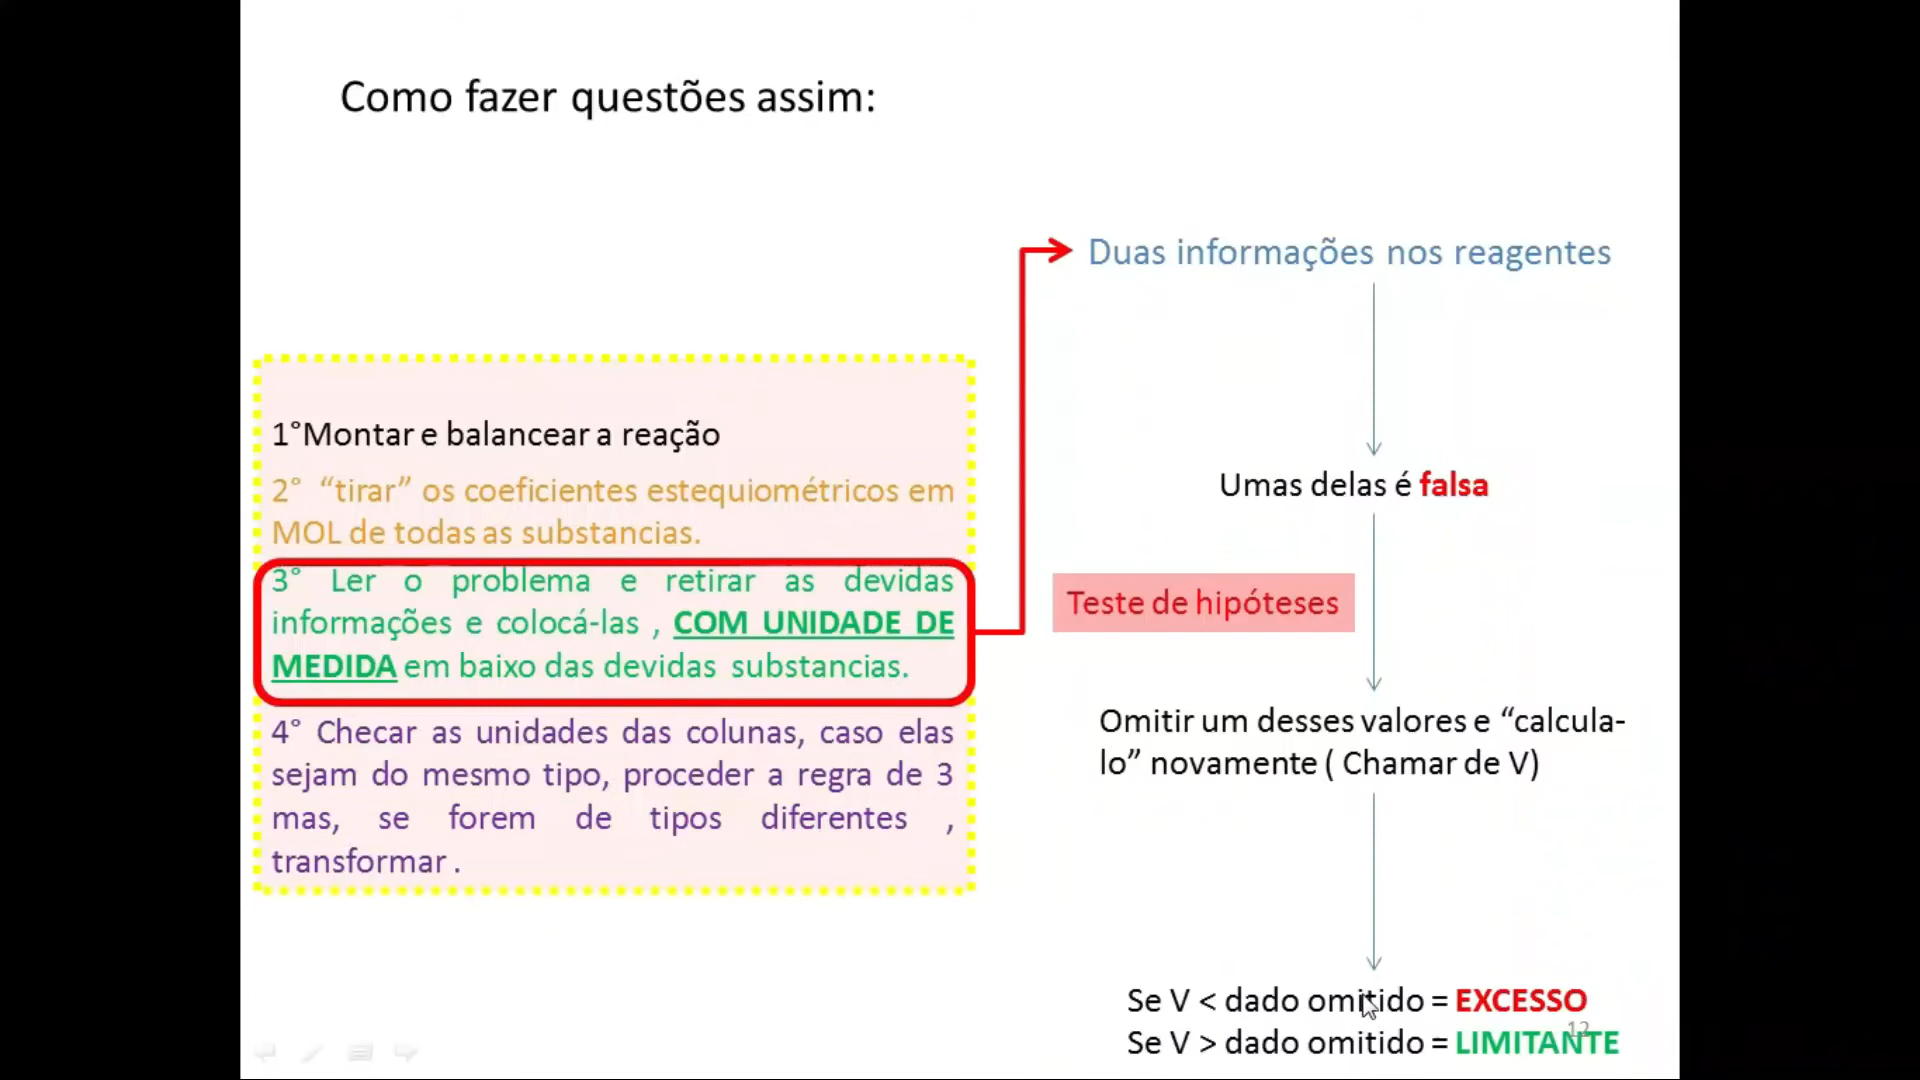 Como fazer questões assim:
Duas informações nos reagentes
Umas delas é falsa
Teste de hipóteses
Omitir um desses valores e “calcula-
lo” novamente ( Chamar de V)
Se V < dado omitido = EXCESSO
Se V > dado omitido = LIMITANTE
12
1°Montar e balancear a reação
2° “tirar” os coeficientes estequiométricos em
MOL de todas as substancias.
3° Ler o problema e retirar as devidas
informações e colocá-las , COM UNIDADE DE
MEDIDA em baixo das devidas substancias.
4° Checar as unidades das colunas, caso elas
sejam do mesmo tipo, proceder a regra de 3
mas, se forem de tipos diferentes ,
transformar .